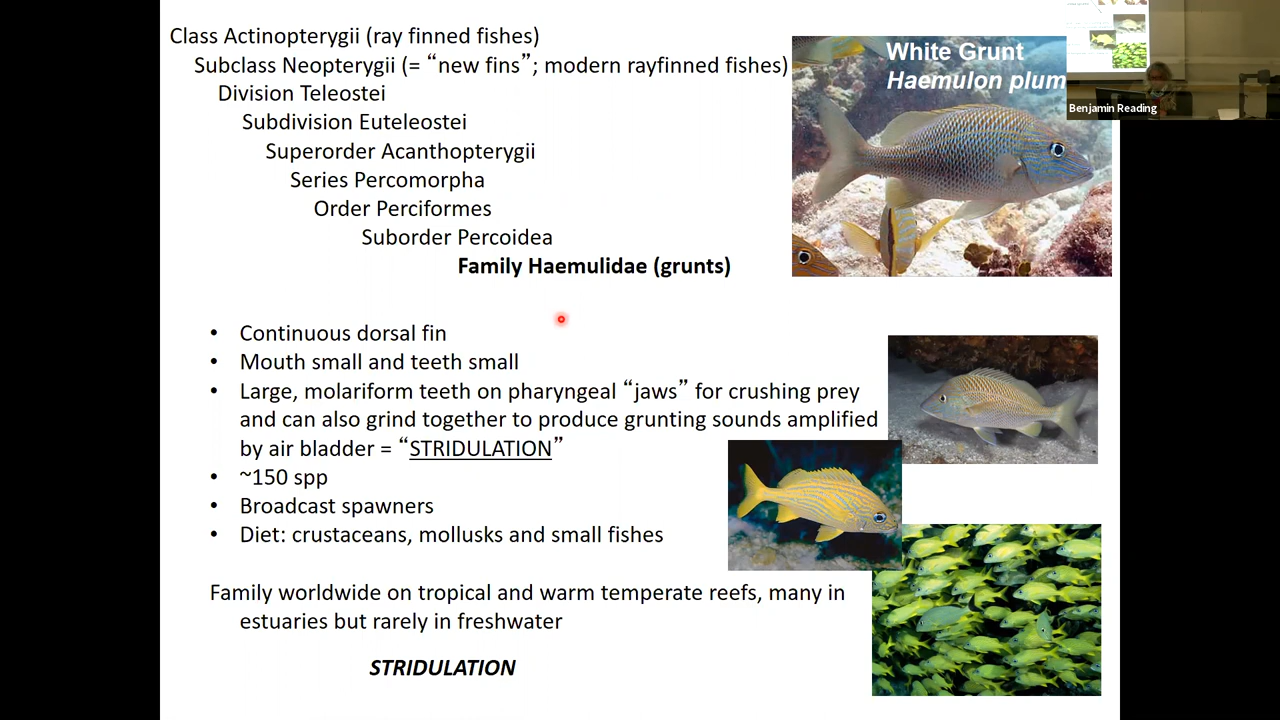 Class Actinopterygii (ray finned fishes)
Subclass Neopterygii (= “new fins”; modern rayfinned fishes)
Division Teleostei
Subdivision Euteleostei
Superorder Acanthopterygii
Series Percomorpha
Order Perciformes
Suborder Percoidea
Family Haemulidae (grunts)
White Grunt
Haemulon plum
Benjamin Reading
• Continuous dorsal fin
• Mouth small and teeth small
• Large, molariform teeth on pharyngeal “jaws” for crushing prey
and can also grind together to produce grunting sounds amplified
by air bladder = “STRIDULATION”
• ~150 spp
• Broadcast spawners
• Diet: crustaceans, mollusks and small fishes
Family worldwide on tropical and warm temperate reefs, many in
estuaries but rarely in freshwater
STRIDULATION